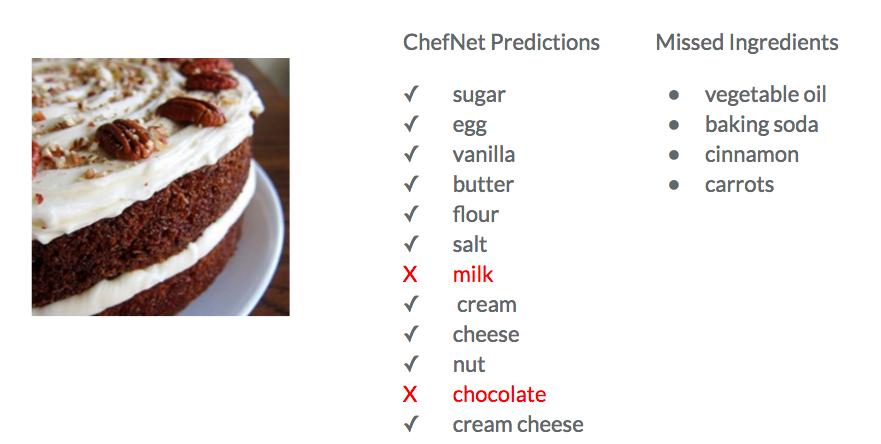 ChefNet Predictions
✓ sugar
✓ egg
✓ vanilla
✓ butter
✓ flour
✓ salt
X milk
✓ cream
✓ cheese
✓ nut
X chocolate
✓ cream cheese
Missed Ingredients
● vegetable oil
● baking soda
● cinnamon
● carrots